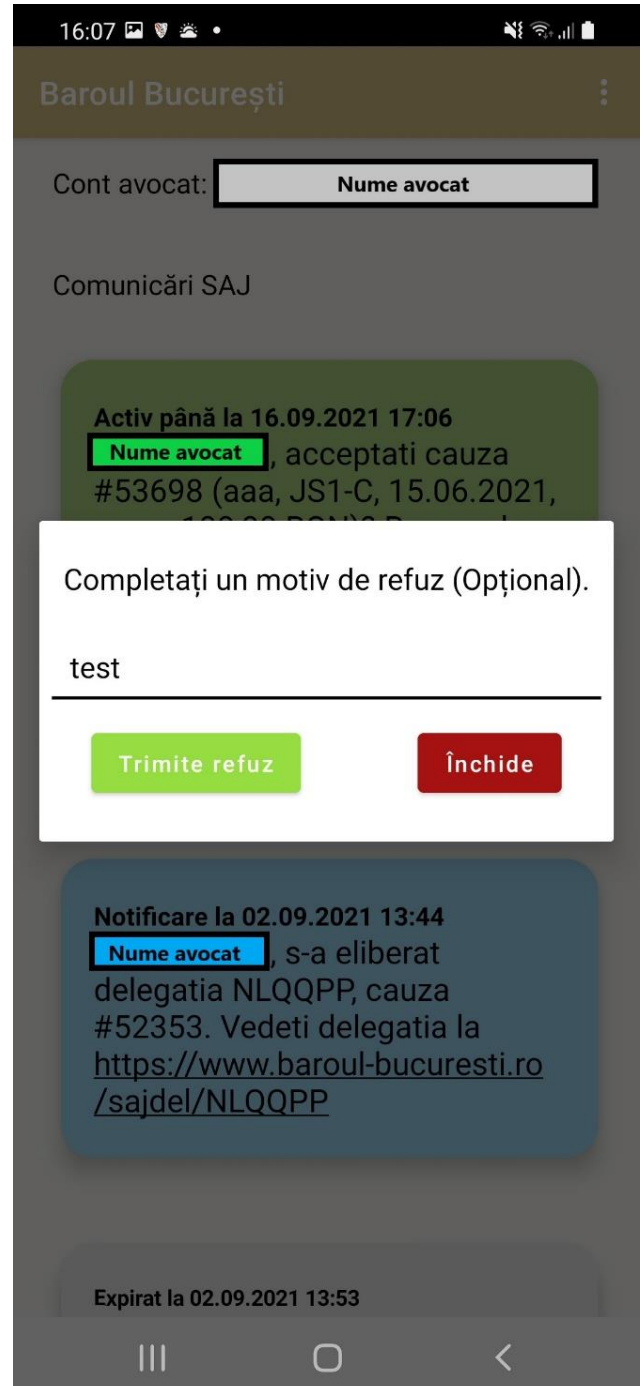 16:07
Baroul București
Cont avocat: Nume avocat
Comunicări SAJ
Activ până la 16.09.2021 17:06
Nume avocat, acceptati cauza
#53698 (aaa, JS1-C, 15.06.2021,
Completați un motiv de refuz (Opțional).
test
Trimite refuz Închide
Notificare la 02.09.2021 13:44
Nume avocat, s-a eliberat
delegatia NLQQPP, cauza
#52353. Vedeti delegatia la
https://www.baroul-bucuresti.ro
/sajdel/NLQQPP
Expirat la 02.09.2021 13:53